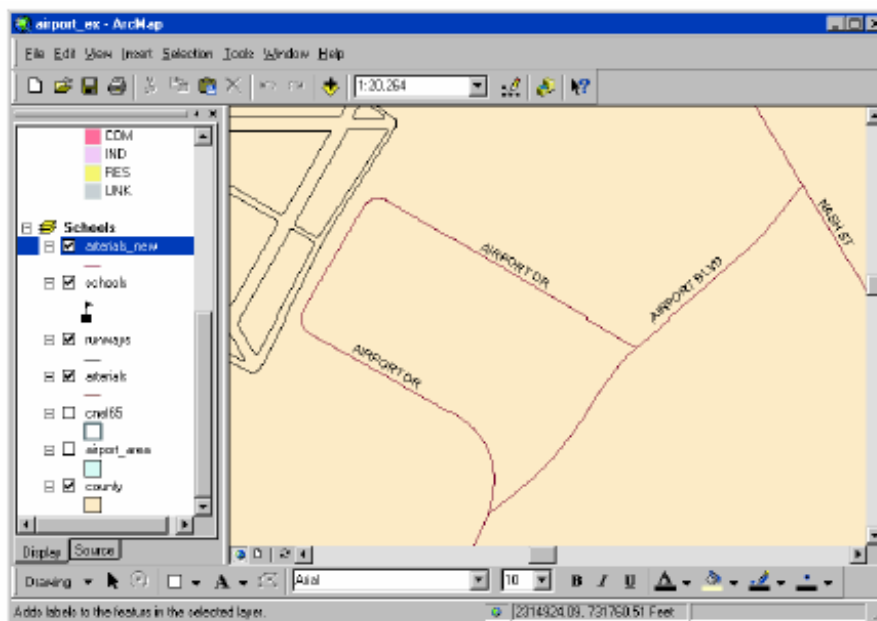 airport_ex - ArcMap
File Edit View Insert Selection Tools Window Help
1:20,264
COM
IND
RES
LINK
Schools
arterials_new
schools
runways
arterials
cnel65
airport_area
county
Display Source
AIRPORT DR
AIRPORT BLVD
NASH ST
AIRPORT DR
Drawing A Arial 10 B I U A
Adds labels to the feature in the selected layer.
2314924.09, 731760.51 Feet